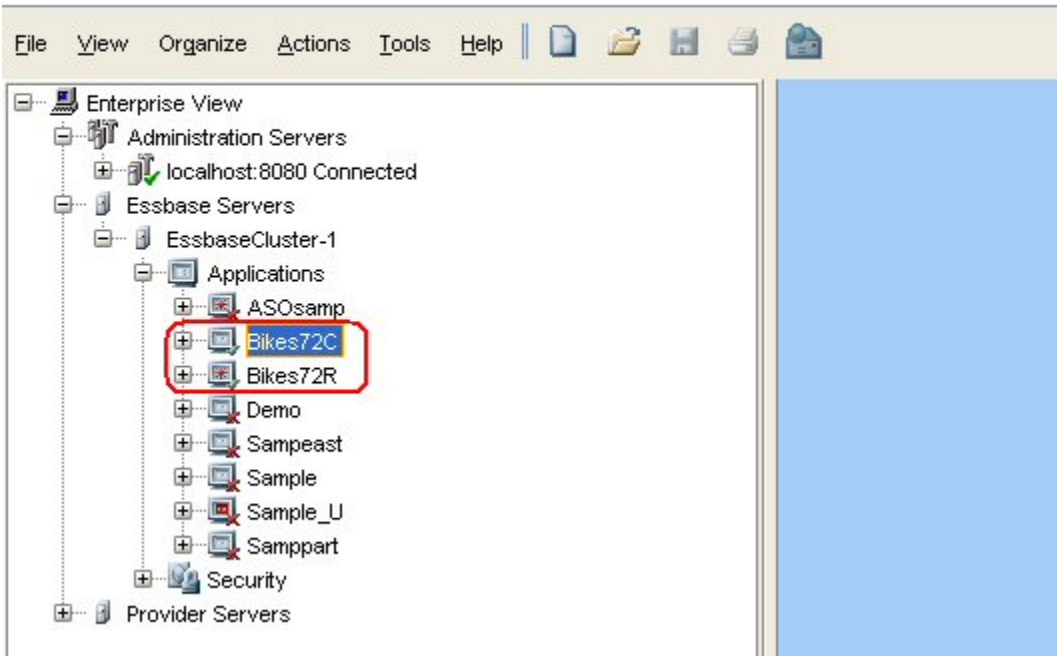 File View Organize Actions Tools Help
Enterprise View
Administration Servers
localhost:8080 Connected
Essbase Servers
EssbaseCluster-1
Applications
ASOsamp
Bikes72C
Bikes72R
Demo
Sampeast
Sample
Sample_U
Samppart
Security
Provider Servers